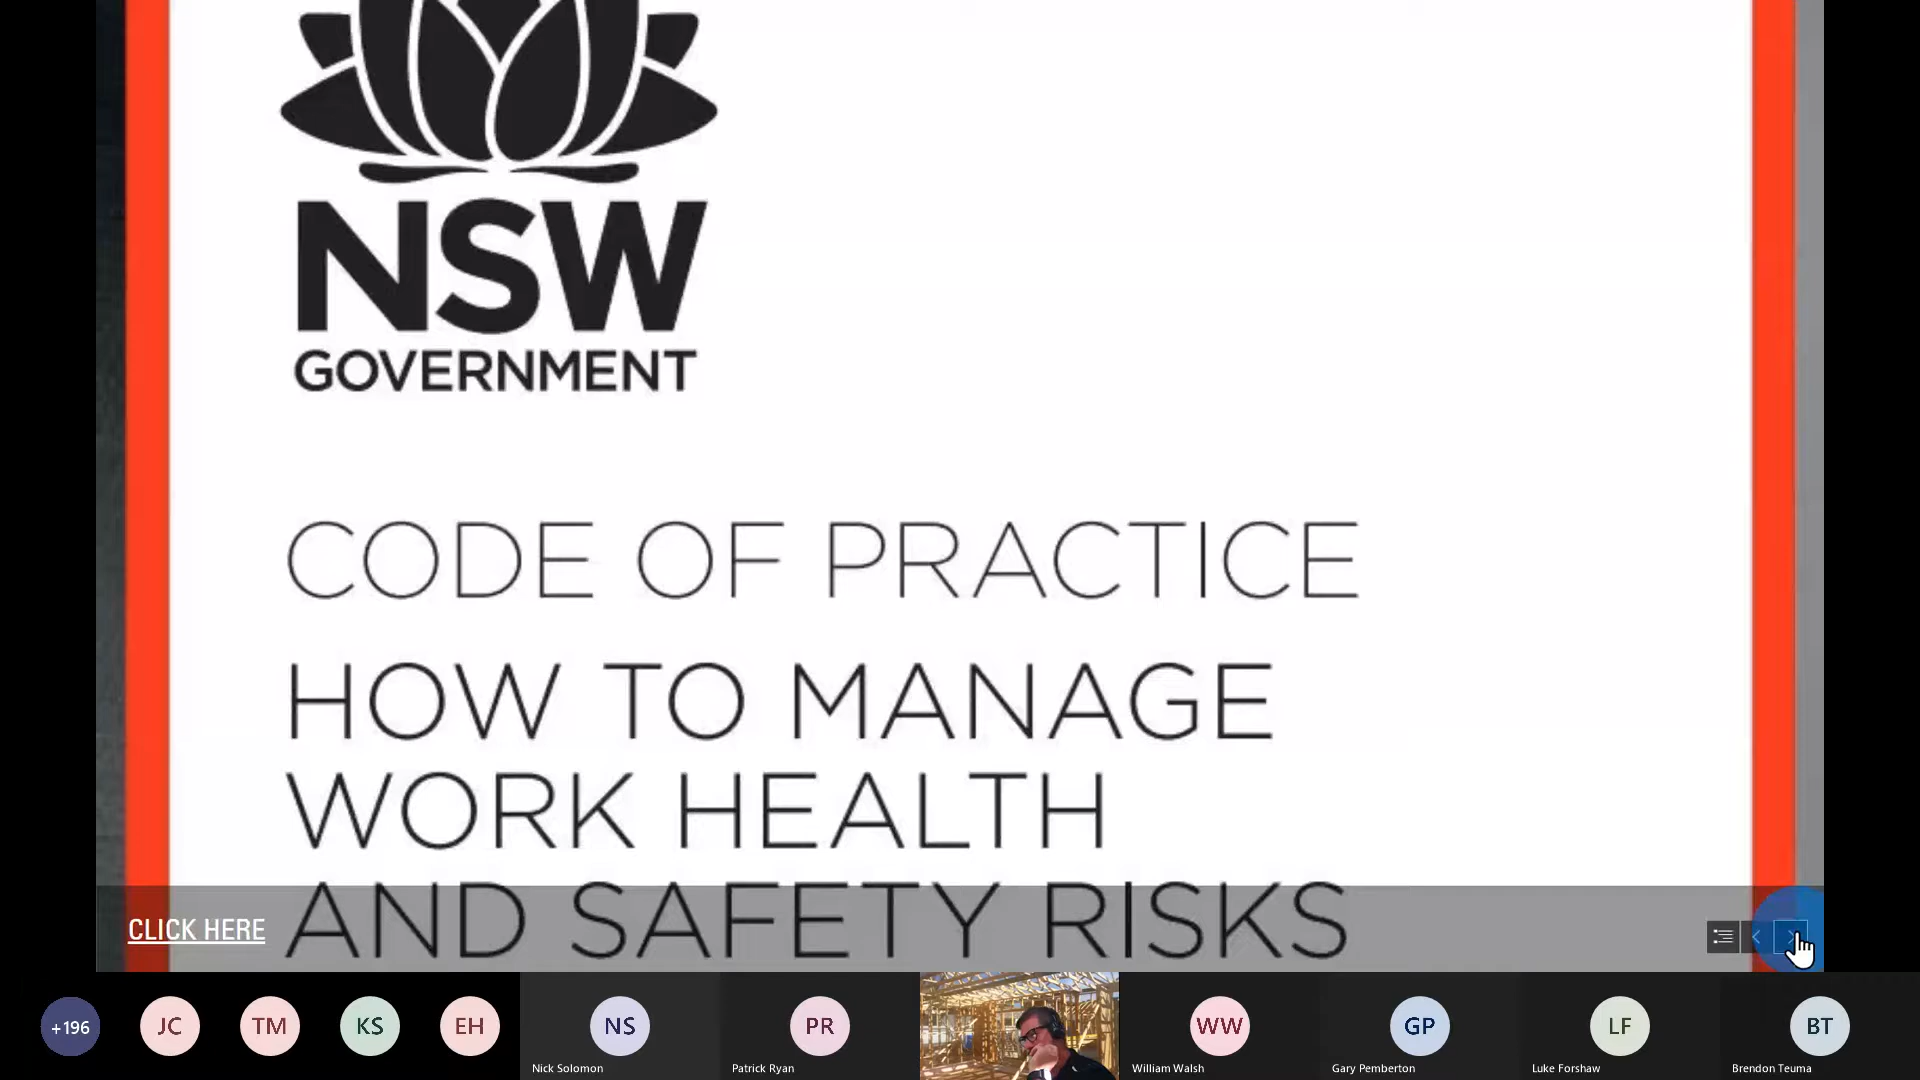 NSW
GOVERNMENT
CODE OF PRACTICE
HOW TO MANAGE
WORK HEALTH
AND SAFETY RISKS
CLICK HERE
+196
JC
TM
KS
EH
NS
PR
WW
GP
LF
BT
Nick Solomon
Patrick Ryan
William Walsh
Gary Pemberton
Luke Forshaw
Brendon Teuma